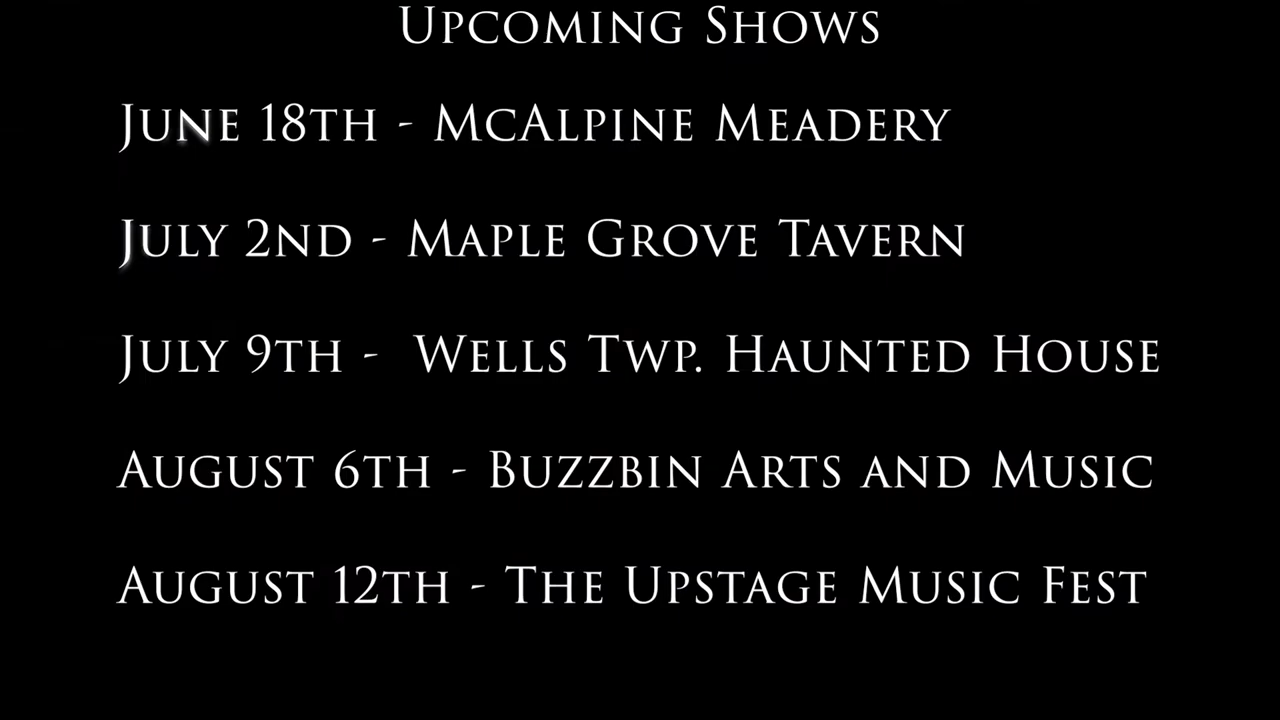 Upcoming Shows
June 18th - McAlpine Meadery
July 2nd - Maple Grove Tavern
July 9th - Wells Twp. Haunted House
August 6th - Buzzbin Arts and Music
August 12th - The Upstage Music Fest